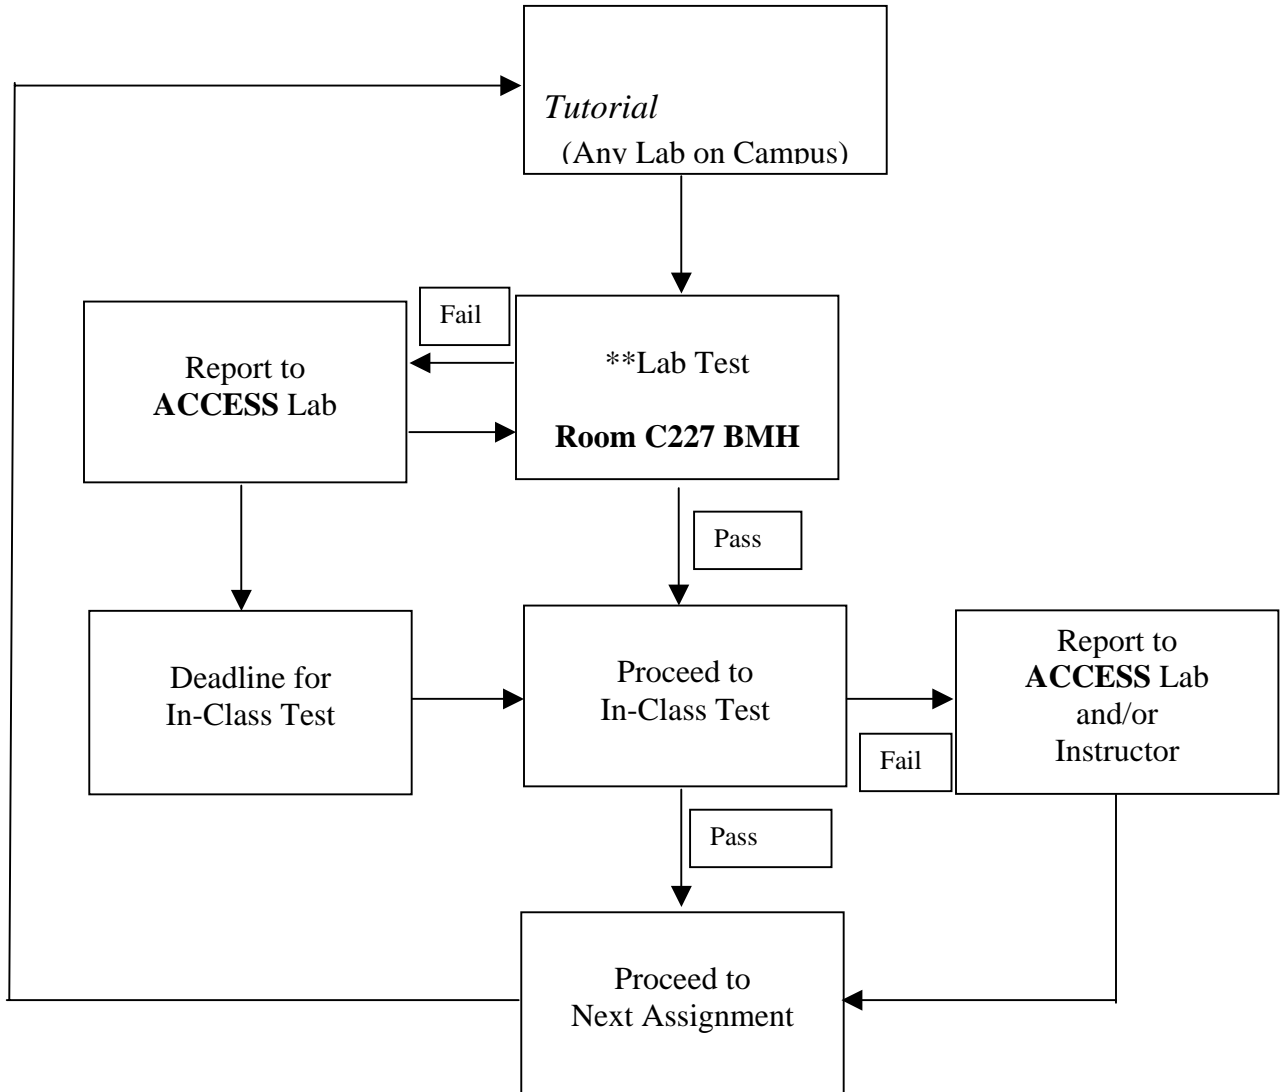 Tutorial
(Any Lab on Campus)
Fail
Report to
ACCESS Lab
**Lab Test
Room C227 BMH
Pass
Deadline for
In-Class Test
Proceed to
In-Class Test
Report to
ACCESS Lab
and/or
Instructor
Fail
Pass
Proceed to
Next Assignment